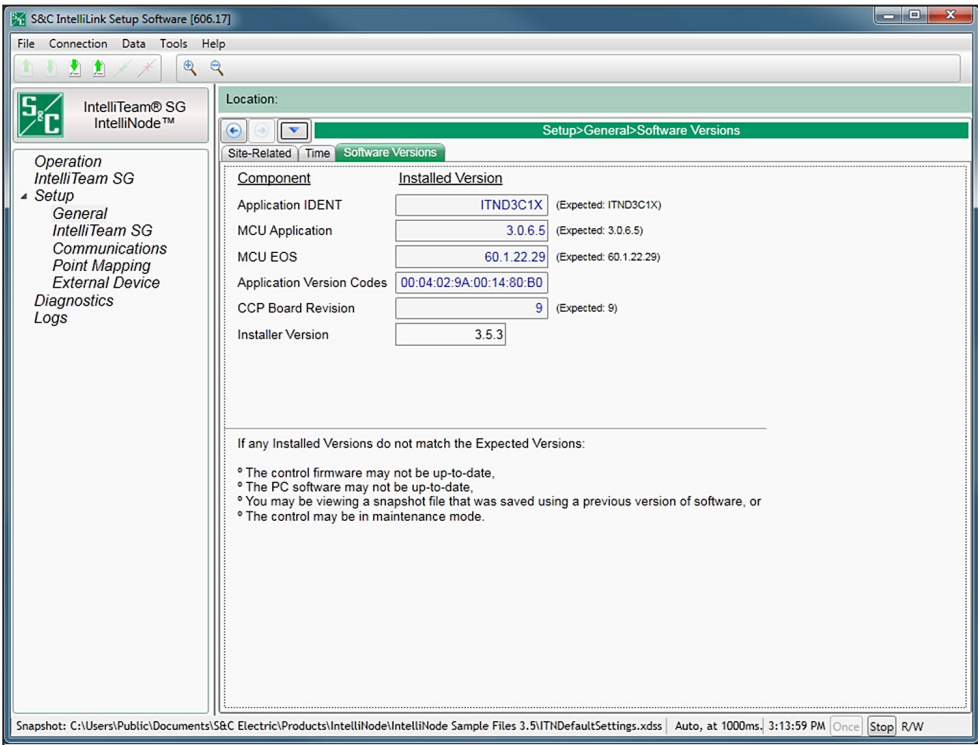 S&C IntelliLink Setup Software [606.17]
File Connection Data Tools Help
S&C
IntelliTeam® SG
IntelliNode™
Location:
Setup>General>Software Versions
Site-Related Time Software Versions
Operation
IntelliTeam SG
Setup
General
IntelliTeam SG
Communications
Point Mapping
External Device
Diagnostics
Logs
Component Installed Version
Application IDENT ITND3C1X (Expected: ITND3C1X)
MCU Application 3.0.6.5 (Expected: 3.0.6.5)
MCU EOS 60.1.22.29 (Expected: 60.1.22.29)
Application Version Codes 00:04:02:9A:00:14:80:B0
CCP Board Revision 9 (Expected: 9)
Installer Version 3.5.3
If any Installed Versions do not match the Expected Versions:
º The control firmware may not be up-to-date,
º The PC software may not be up-to-date,
º You may be viewing a snapshot file that was saved using a previous version of software, or
º The control may be in maintenance mode.
Snapshot: C:\Users\Public\Documents\S&C Electric\Products\IntelliNode\IntelliNode Sample Files 3.5\ITNDefaultSettings.xdss Auto, at 1000ms. 3:13:59 PM Once Stop R/W